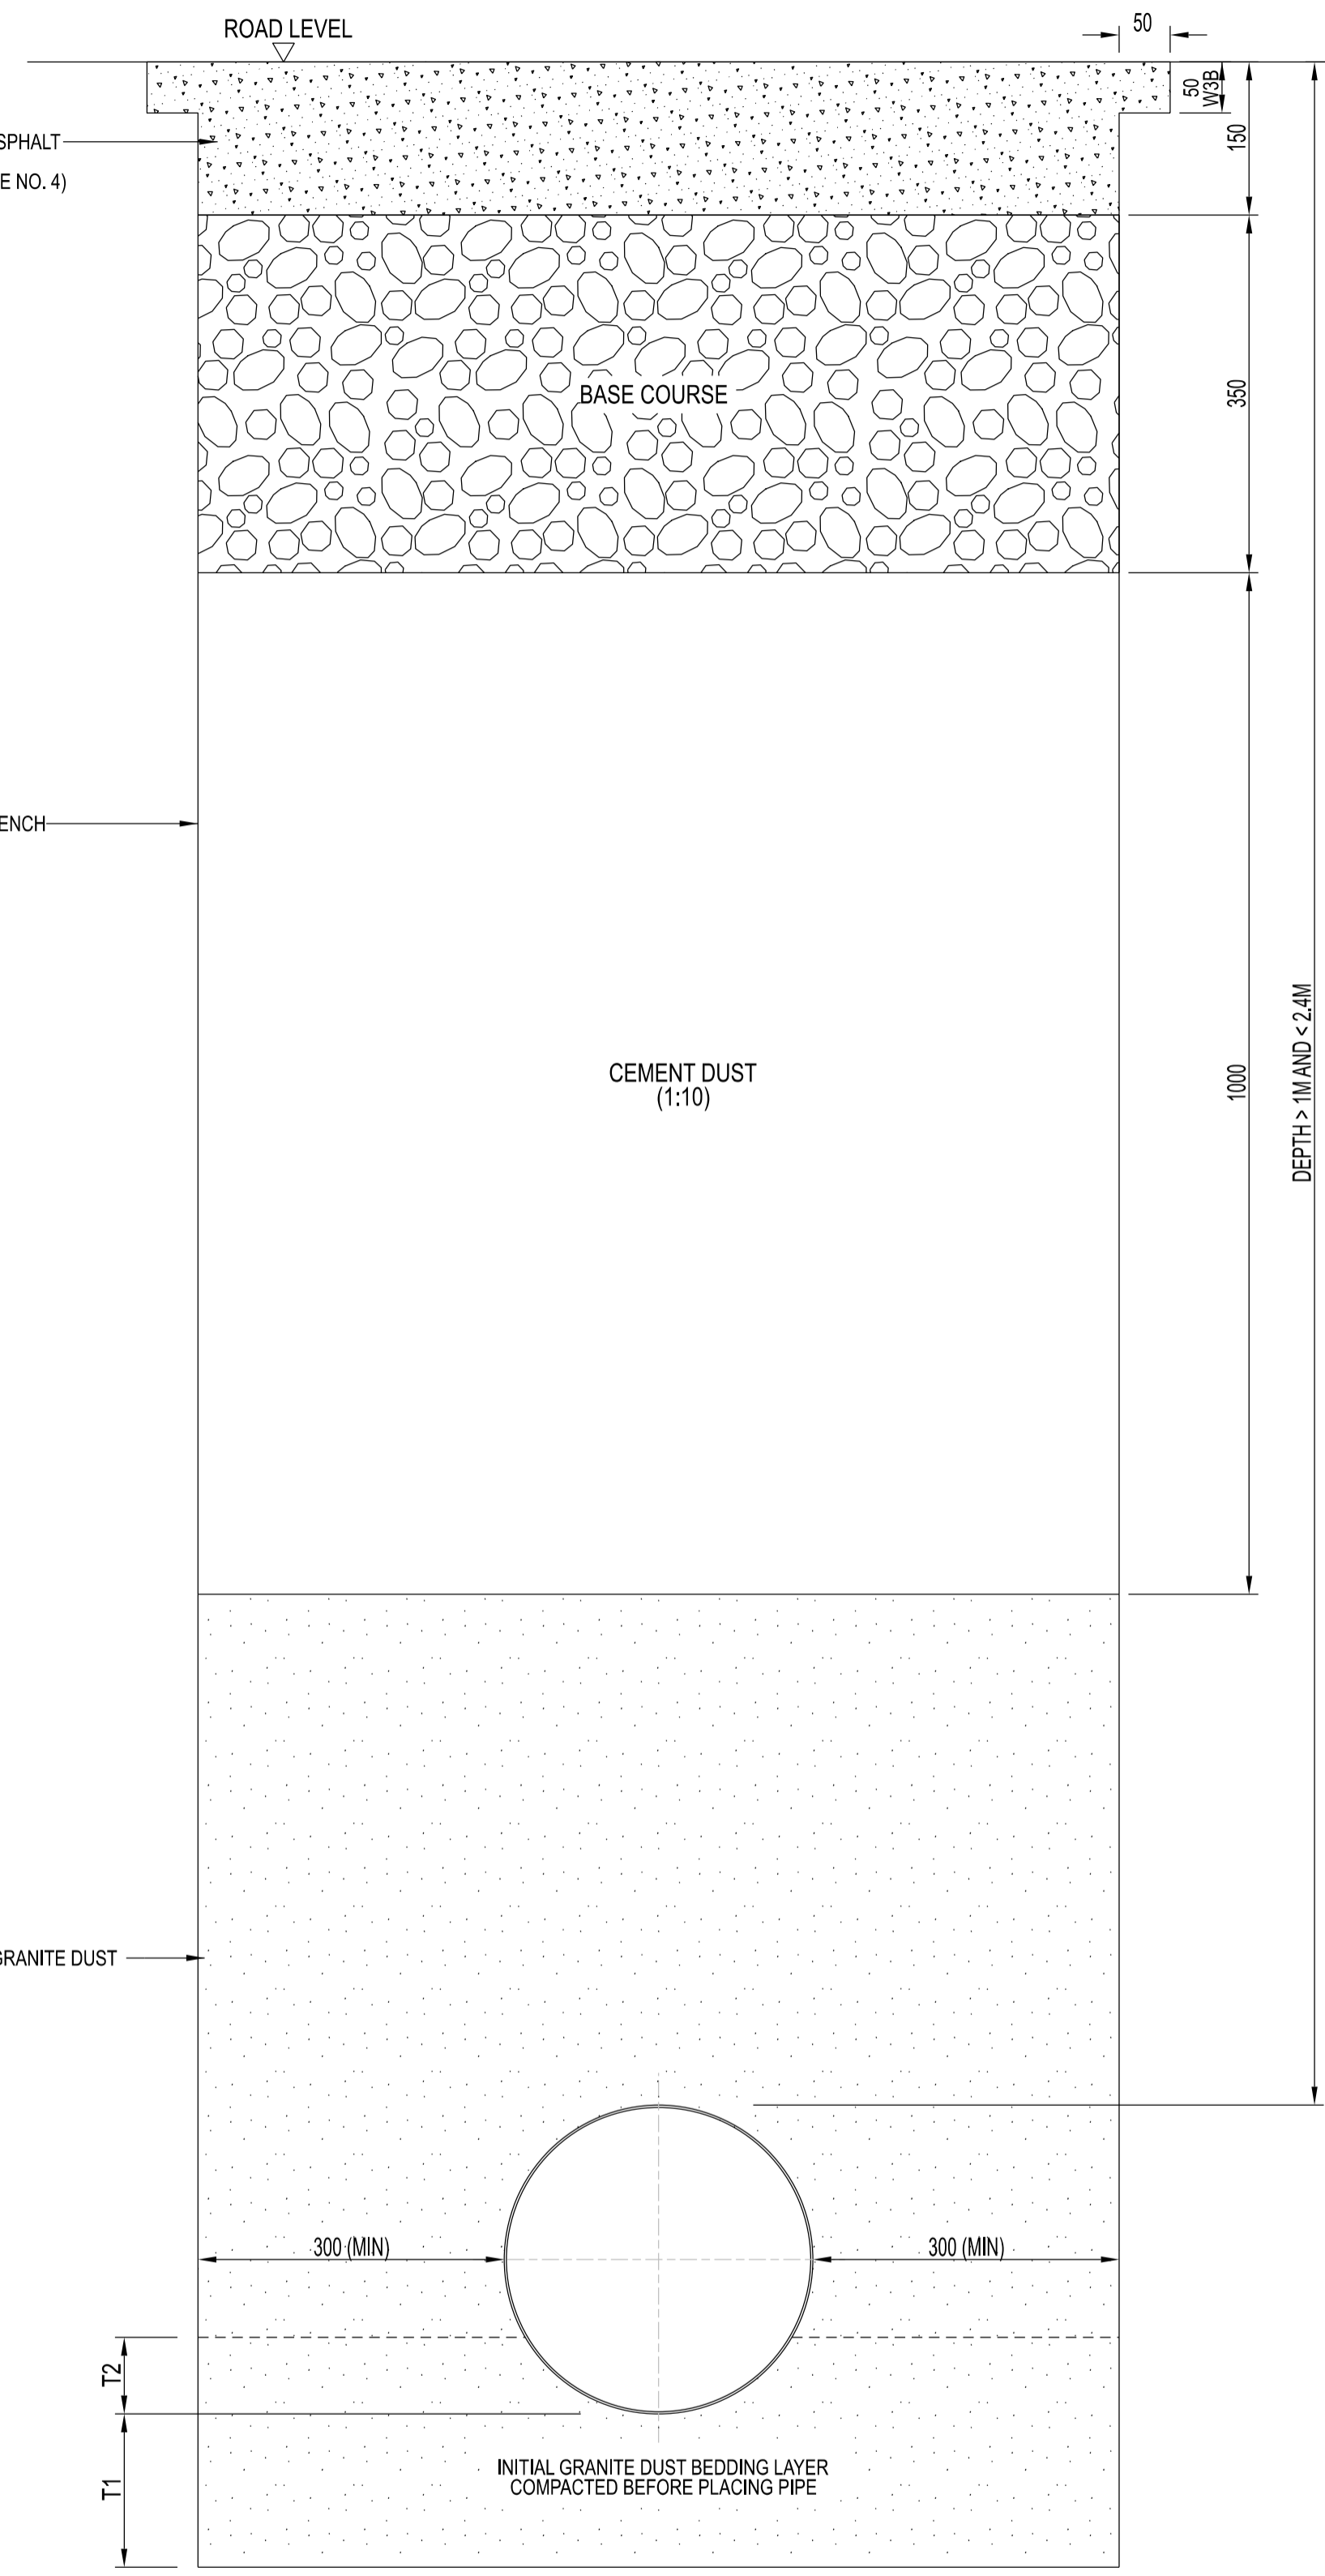 ROAD LEVEL
50
50
W3B
150
SPHALT
E NO. 4)
350
BASE COURSE
ENCH
DEPTH > 1M AND < 2.4M
1000
CEMENT DUST
(1:10)
GRANITE DUST
300 (MIN)
300 (MIN)
T2
T1
INITIAL GRANITE DUST BEDDING LAYER
COMPACTED BEFORE PLACING PIPE